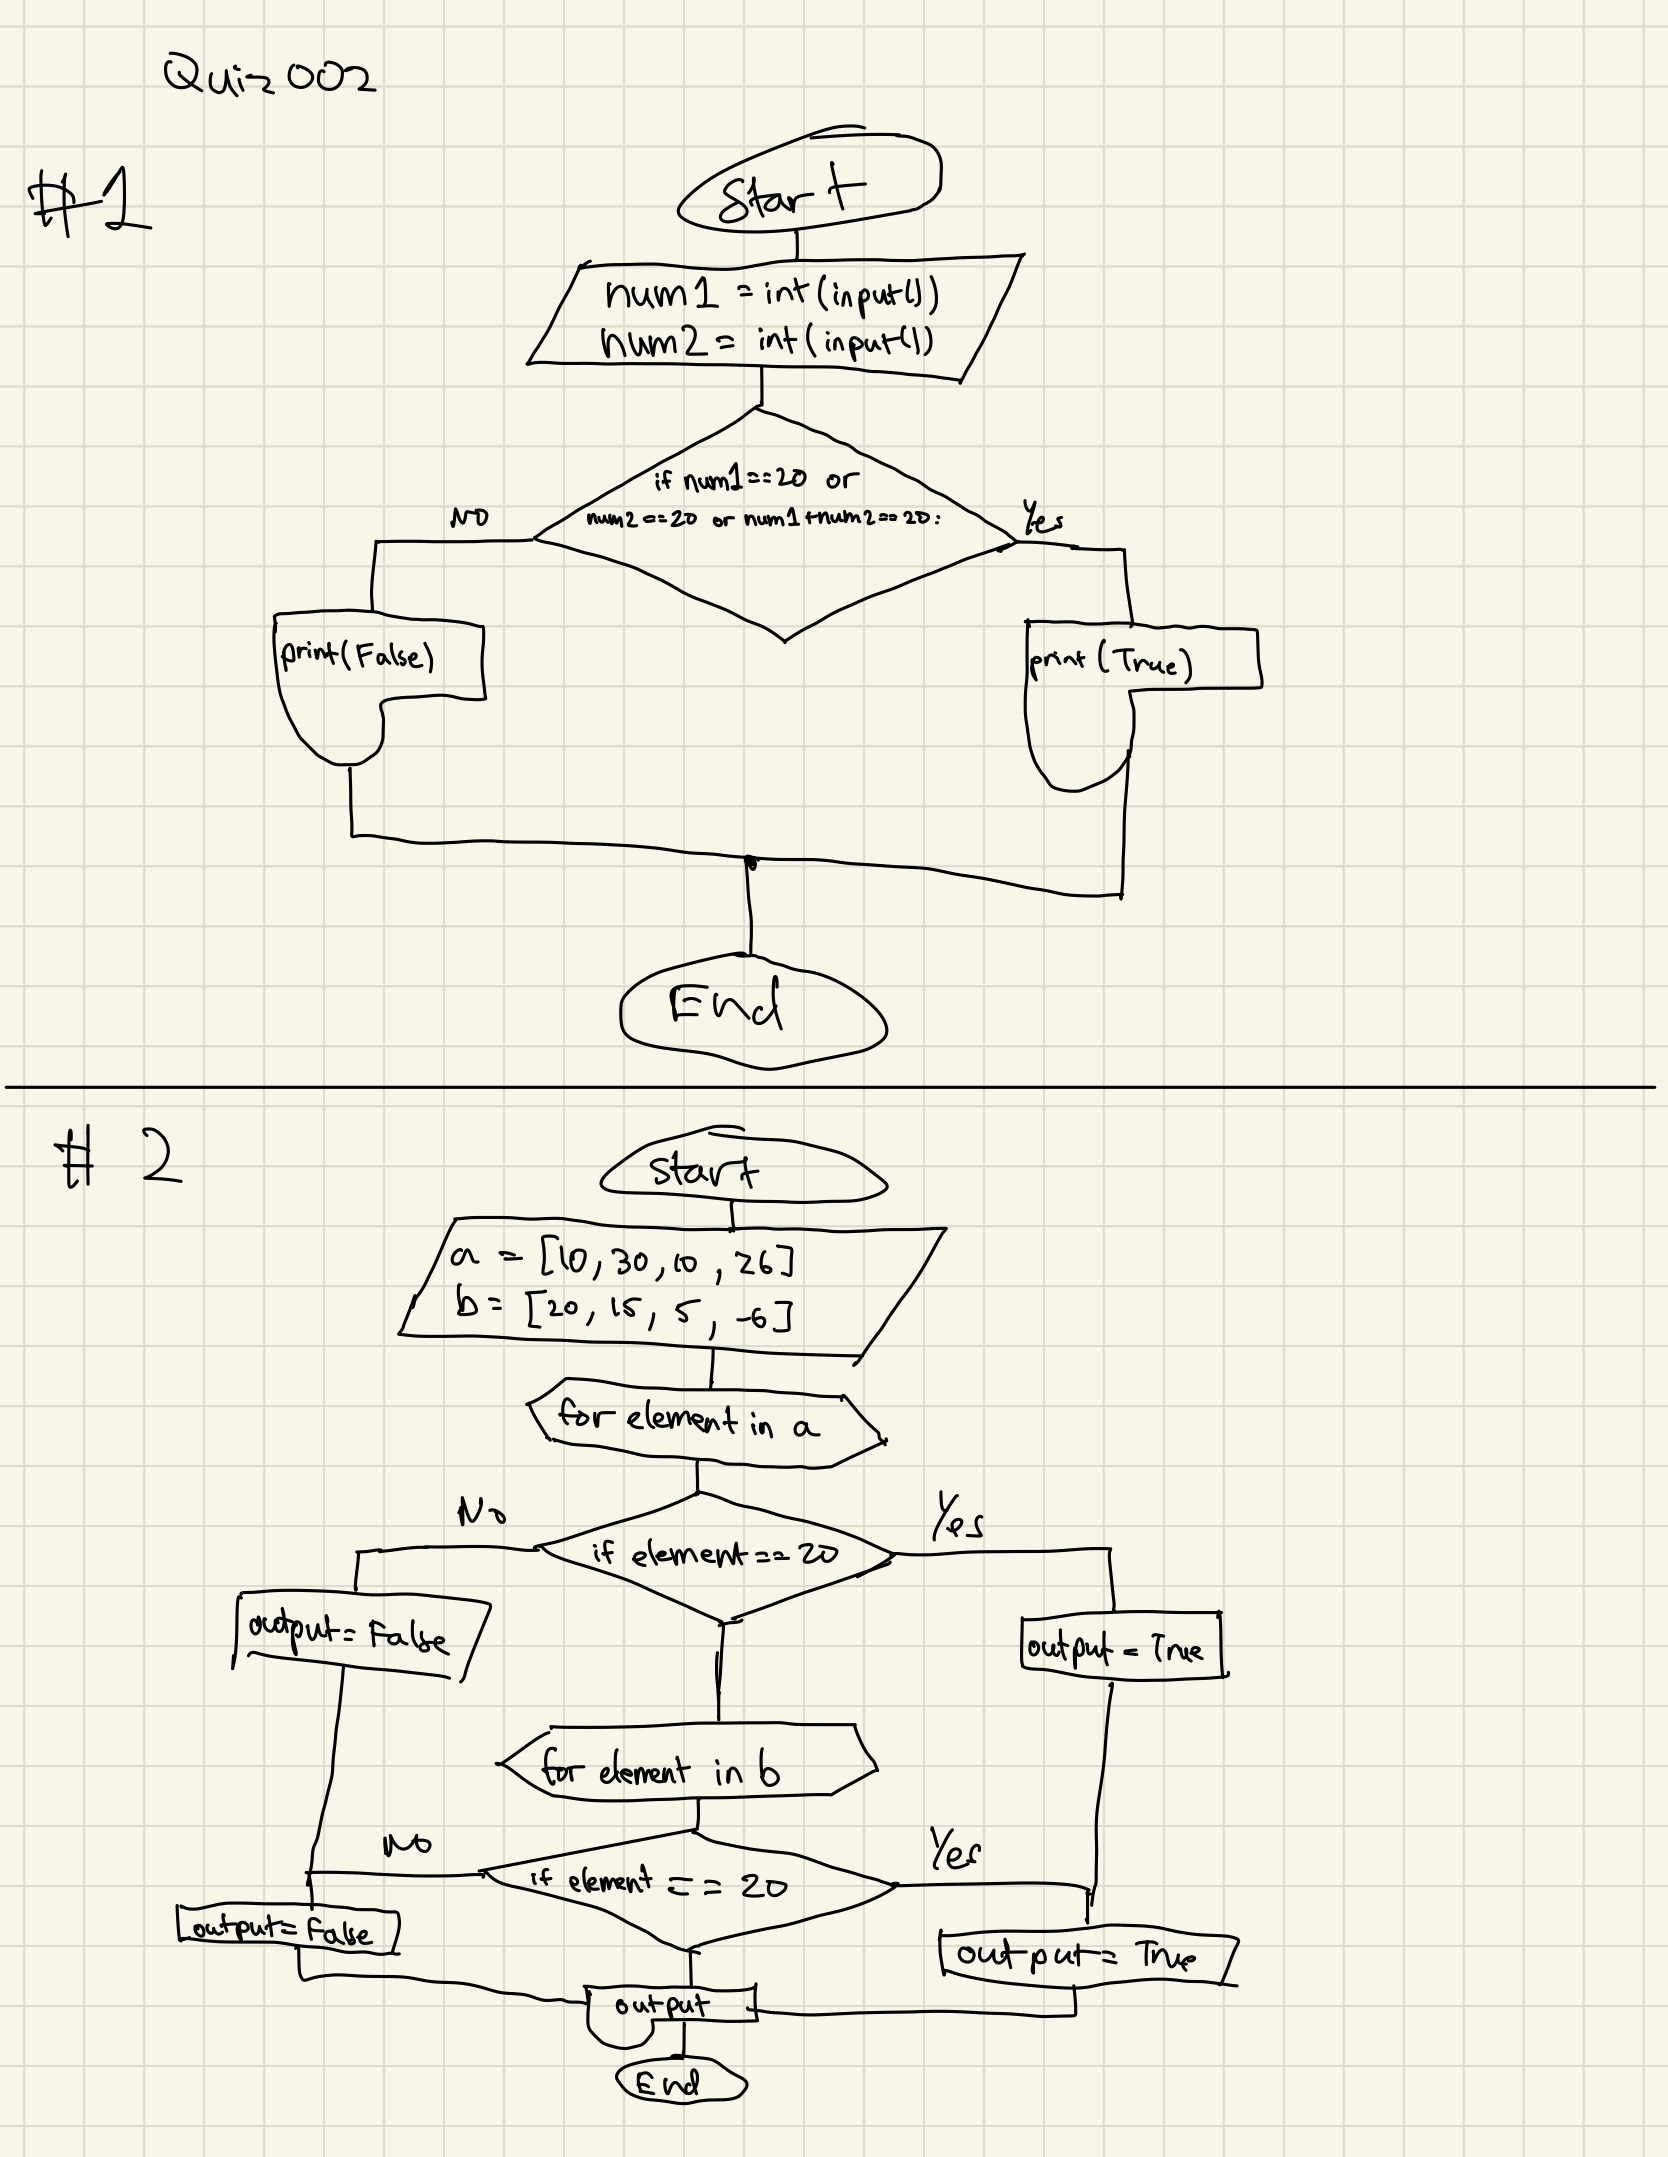 Quiz 002
#1
Start
num1 = int(input())
num2 = int(input())
if num1==20 or
num2==20 or num1+num2==20:
NO
Yes
print(False)
print(True)
End
# 2
Start
a = [10, 30, 10, 26]
b = [20, 15, 5, -6]
for element in a
No
Yes
if element == 20
output = False
output = True
for element in b
No
Yes
if element == 20
output = False
output = True
output
End